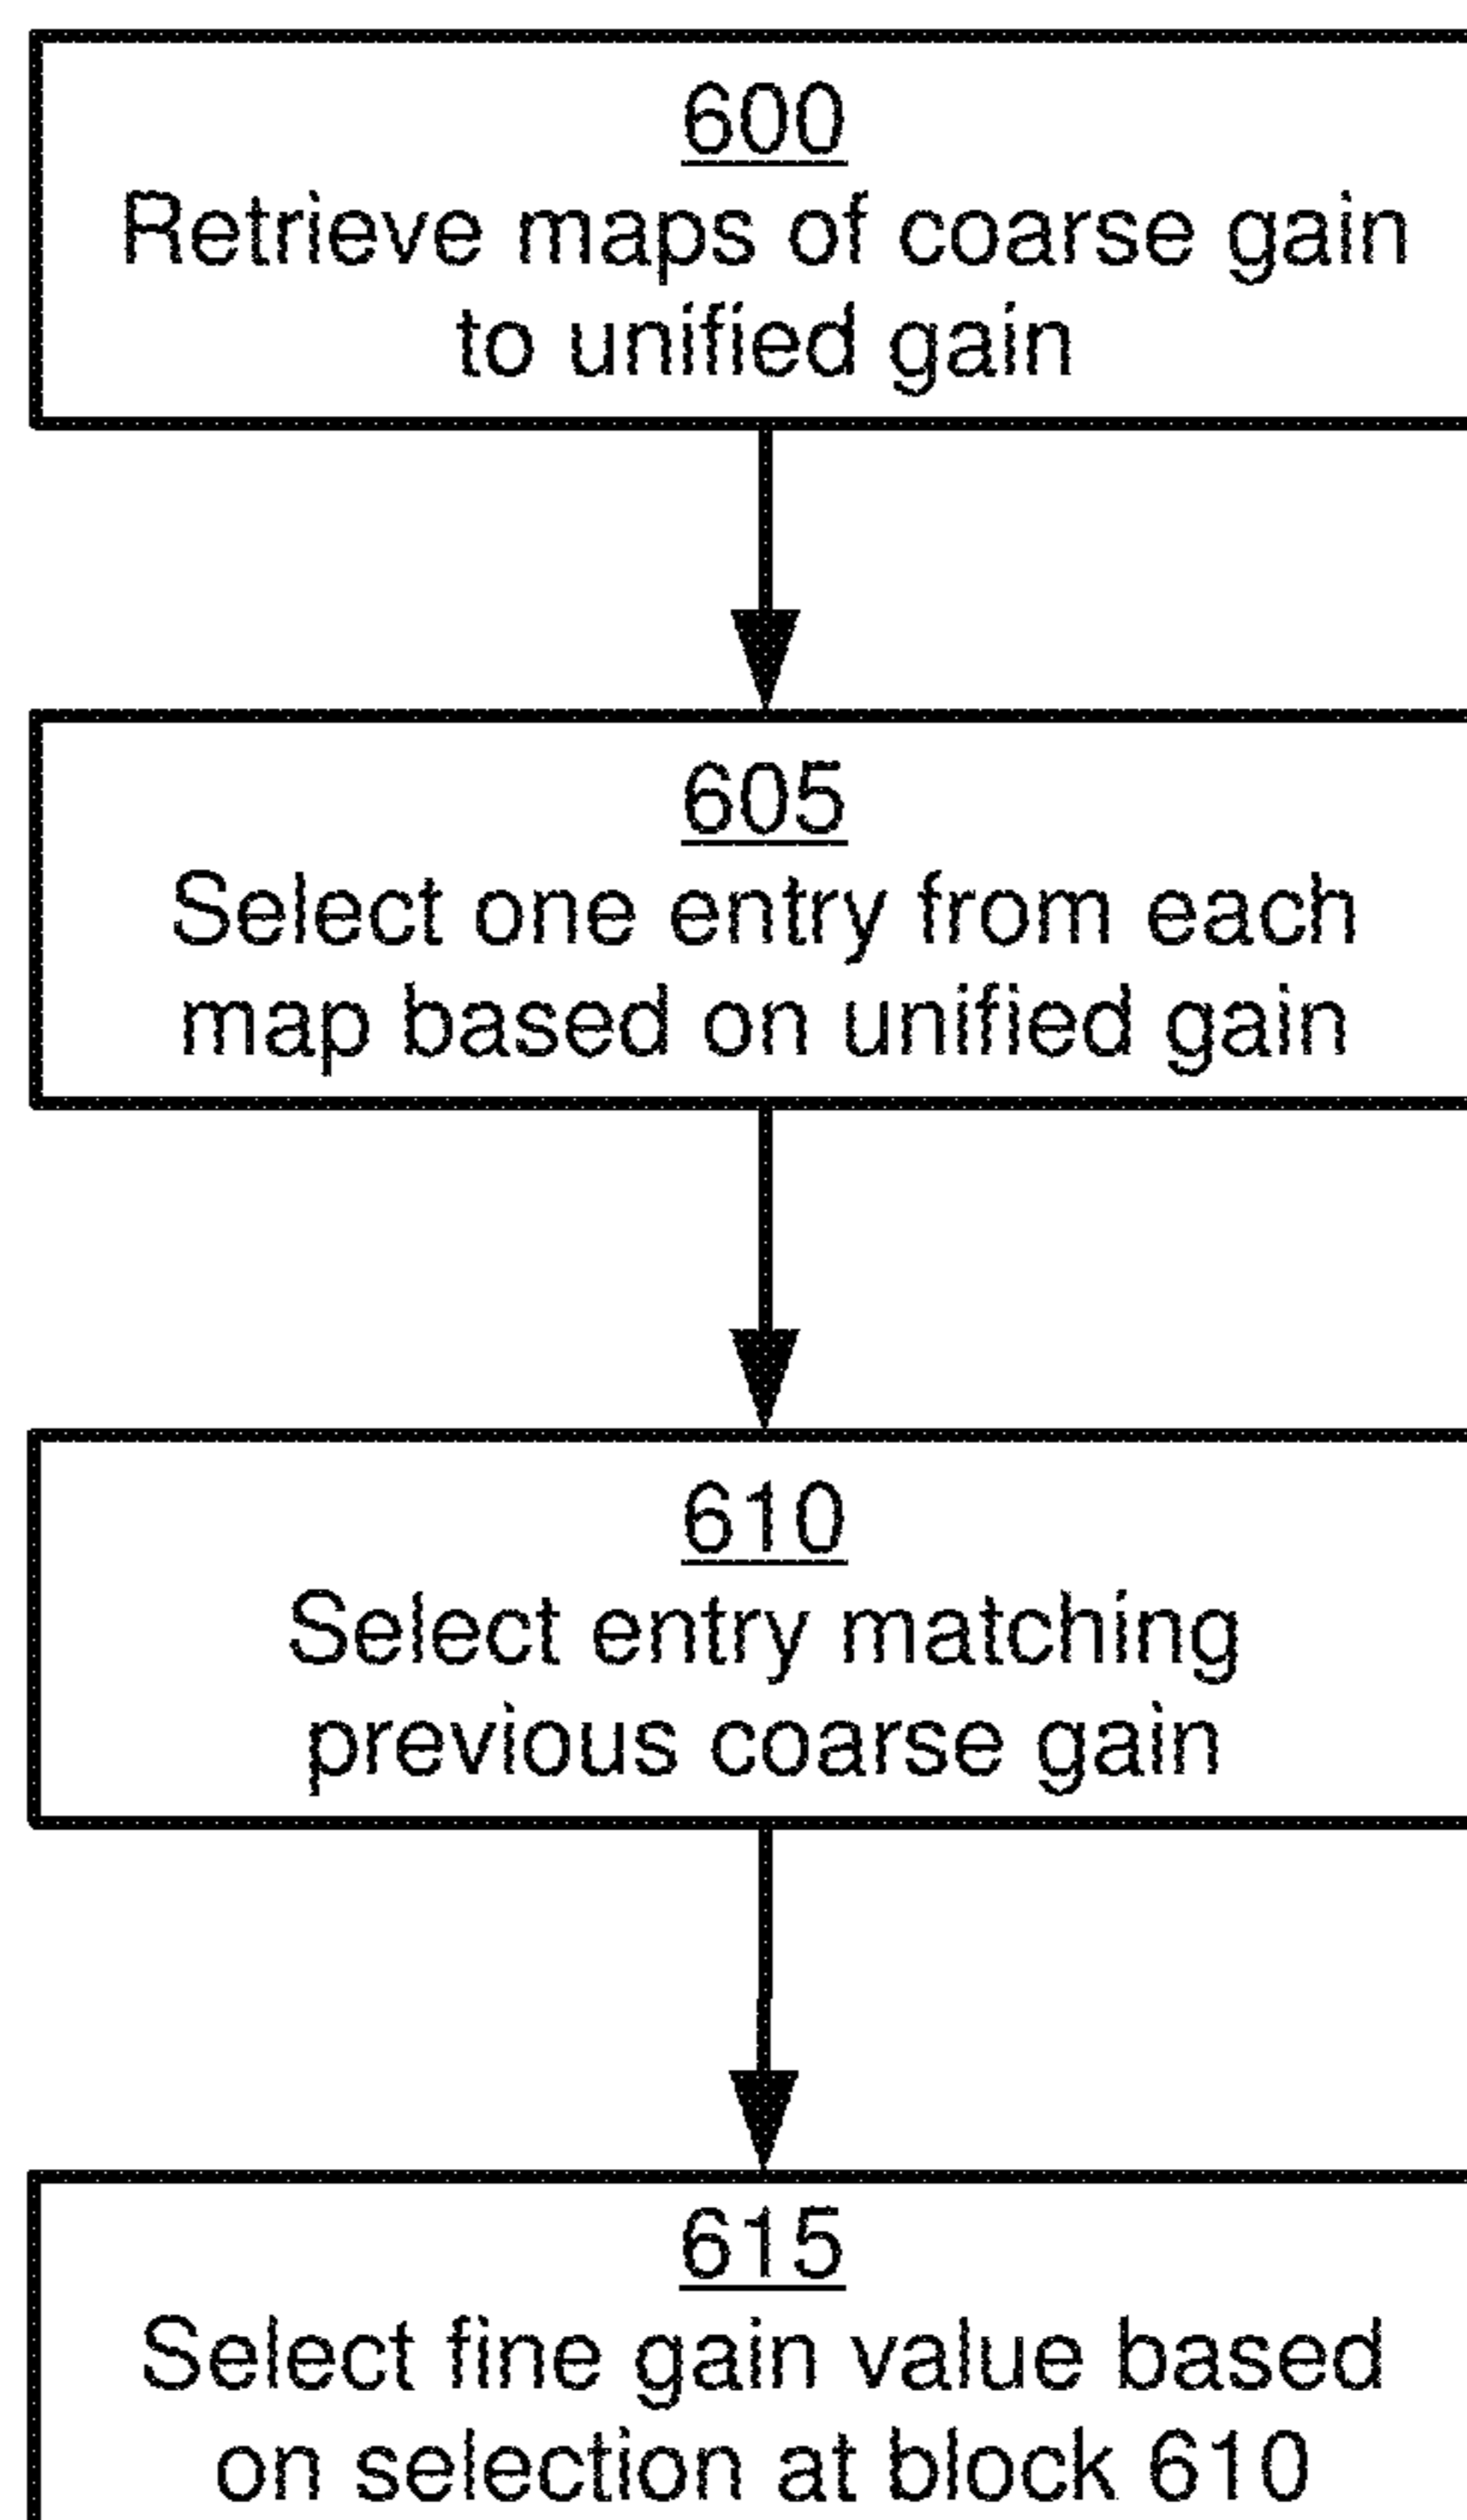 600
Retrieve maps of coarse gain
to unified gain
605
Select one entry from each
map based on unified gain
610
Select entry matching
previous coarse gain
615
Select fine gain value based
on selection at block 610